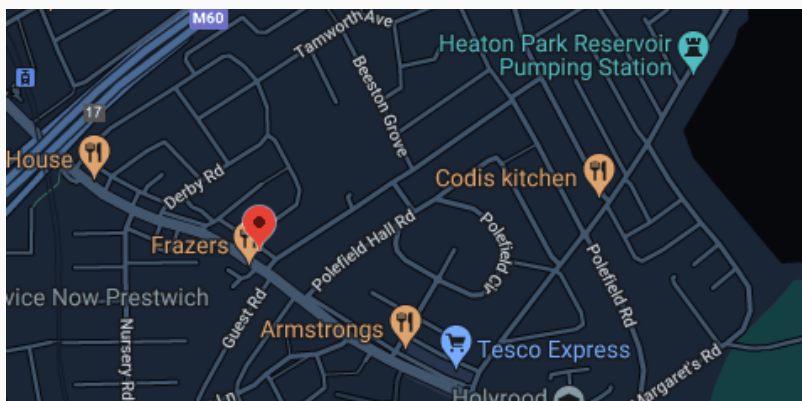 M60
Tamworth Ave
Heaton Park Reservoir
Pumping Station
Beeston Grove
17
House
Derby Rd
Codis kitchen
Frazers
Polefield Hall Rd
Polefield Cir
Polefield Rd
vice Now Prestwich
Guest Rd
Nursery Rd
Armstrongs
Tesco Express
Margaret's Rd
Holyrood
Ln